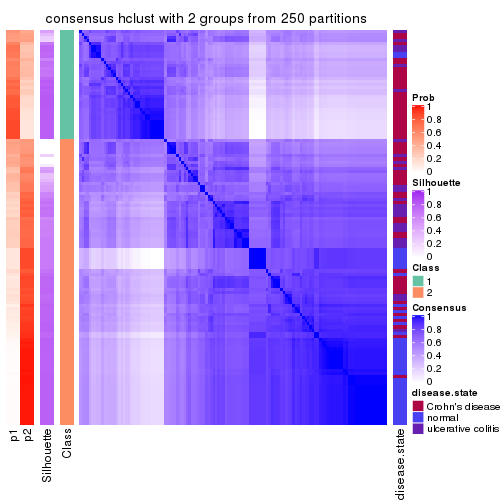 consensus hclust with 2 groups from 250 partitions
p1
p2
Silhouette
Class
disease.state
Prob
1
0.8
0.6
0.4
0.2
0
Silhouette
1
0.8
0.6
0.4
0.2
0
Class
1
2
Consensus
1
0.8
0.6
0.4
0.2
0
disease.state
Crohn's disease
normal
ulcerative colitis